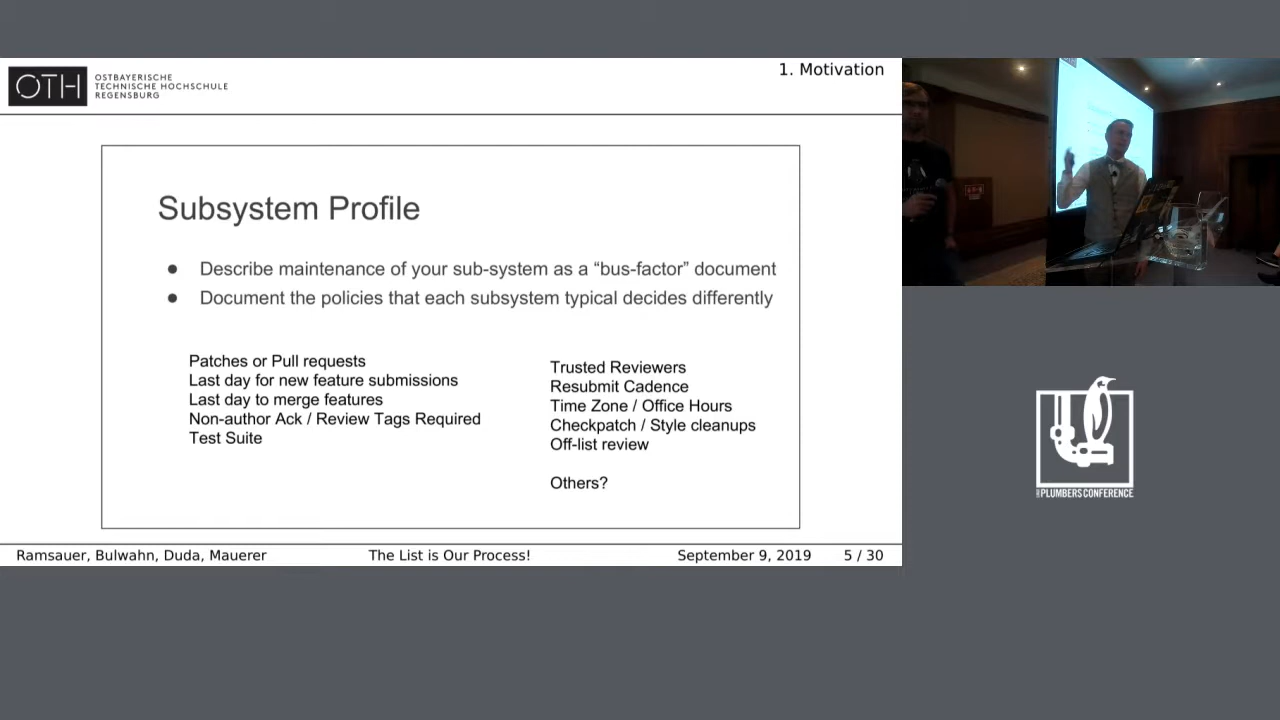 OTH
OSTBAYERISCHE
TECHNISCHE HOCHSCHULE
REGENSBURG
1. Motivation
Subsystem Profile
● Describe maintenance of your sub-system as a “bus-factor” document
● Document the policies that each subsystem typical decides differently
Patches or Pull requests
Last day for new feature submissions
Last day to merge features
Non-author Ack / Review Tags Required
Test Suite
Trusted Reviewers
Resubmit Cadence
Time Zone / Office Hours
Checkpatch / Style cleanups
Off-list review
Others?
Ramsauer, Bulwahn, Duda, Mauerer
The List is Our Process!
September 9, 2019
5 / 30
PLUMBERS CONFERENCE